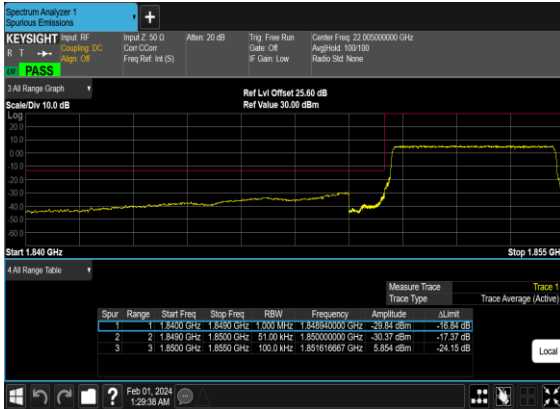 Spectrum Analyzer 1
Spurious Emissions
+
KEYSIGHT Input: RF Input Z: 50 Ω Atten: 20 dB Trig: Free Run Center Freq: 22.005000000 GHz
R T Coupling: DC Corr CCorr Gate: Off Avg|Hold: 100/100
Align: Off Freq Ref: Int (S) IF Gain: Low Radio Std: None
PASS
3 All Range Graph
Ref Lvl Offset 25.60 dB
Scale/Div 10.0 dB Ref Value 30.00 dBm
Log
20.0
10.0
0.00
-10.0
-20.0
-30.0
-40.0
-50.0
-60.0
Start 1.840 GHz Stop 1.855 GH
4 All Range Table
Measure Trace Trace 1
Trace Type Trace Average (Active)
Spur Range Start Freq Stop Freq RBW Frequency Amplitude ΔLimit
1 1 1.8400 GHz 1.8490 GHz 1.000 MHz 1.848940000 GHz -29.84 dBm -16.84 dB
2 2 1.8490 GHz 1.8500 GHz 51.00 kHz 1.850000000 GHz -30.37 dBm -17.37 dB
3 3 1.8500 GHz 1.8550 GHz 100.0 kHz 1.851616667 GHz 5.854 dBm -24.15 dB
Local
? Feb 01, 2024
1:29:38 AM